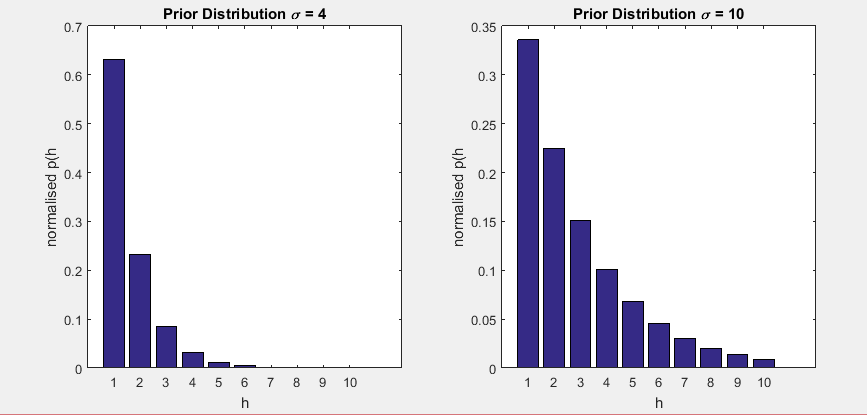 Prior Distribution σ = 4
0.7
0.6
0.5
0.4
0.3
0.2
0.1
0
normalised p(h
1 2 3 4 5 6 7 8 9 10
h
Prior Distribution σ = 10
0.35
0.3
0.25
0.2
0.15
0.1
0.05
0
normalised p(h
1 2 3 4 5 6 7 8 9 10
h